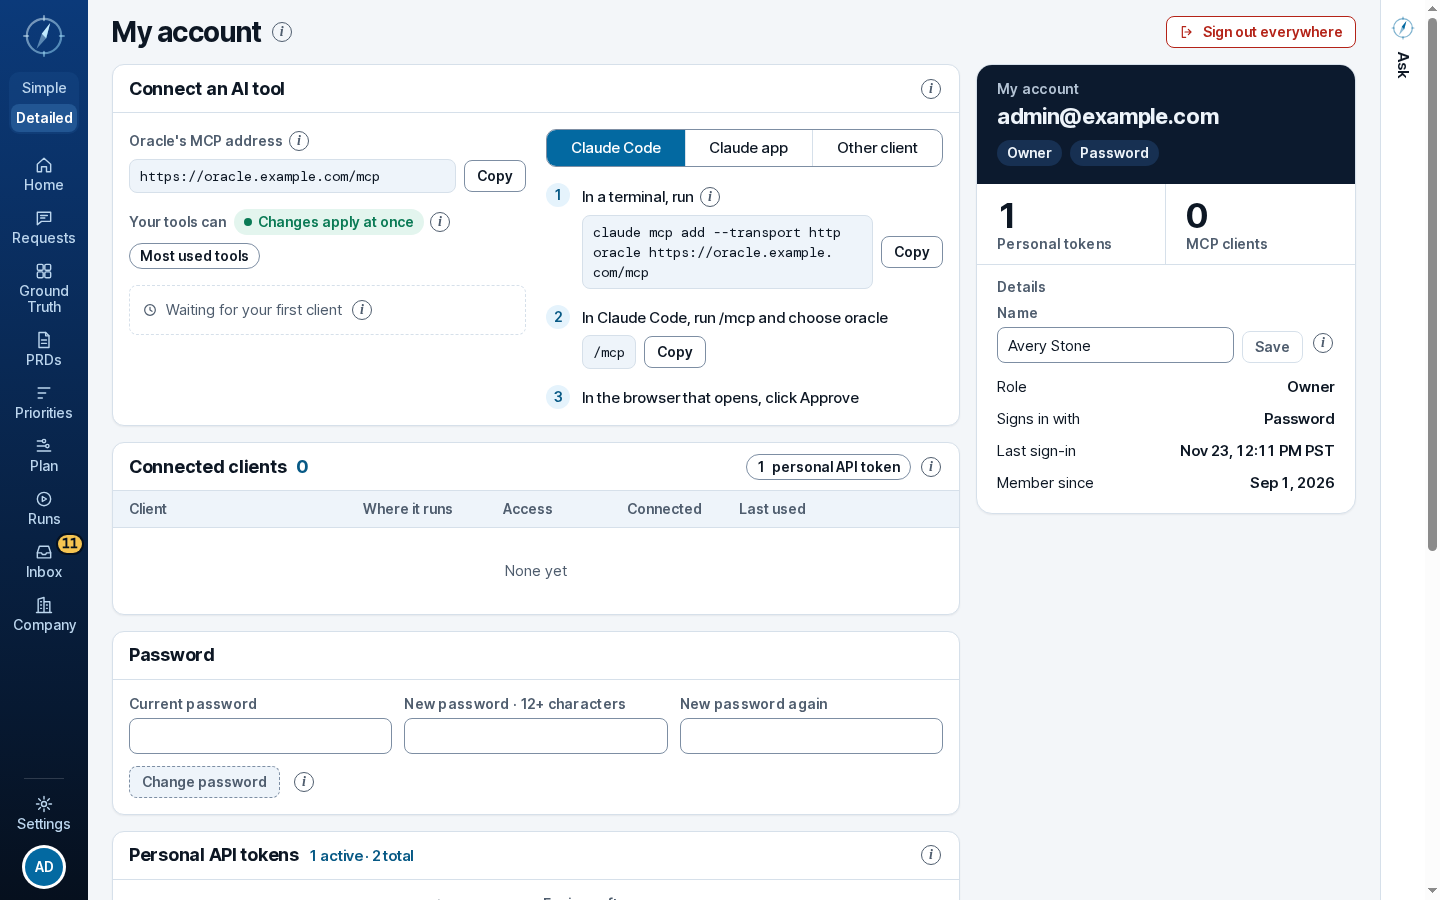 Simple
Detailed
Home
Requests
Ground
Truth
PRDs
Priorities
Plan
Runs
11
Inbox
Company
Settings
AD
My account
Sign out everywhere
Connect an AI tool
Oracle's MCP address
https://oracle.example.com/mcp
Copy
Your tools can
Changes apply at once
Most used tools
Waiting for your first client
Claude Code
Claude app
Other client
1
In a terminal, run
claude mcp add --transport http
oracle https://oracle.example.
com/mcp
Copy
2
In Claude Code, run /mcp and choose oracle
/mcp
Copy
3
In the browser that opens, click Approve
Connected clients 0
1 personal API token
Client
Where it runs
Access
Connected
Last used
None yet
Password
Current password
New password · 12+ characters
New password again
Change password
Personal API tokens
1 active · 2 total
My account
admin@example.com
Owner
Password
1
Personal tokens
0
MCP clients
Details
Name
Avery Stone
Save
Role
Owner
Signs in with
Password
Last sign-in
Nov 23, 12:11 PM PST
Member since
Sep 1, 2026
Ask